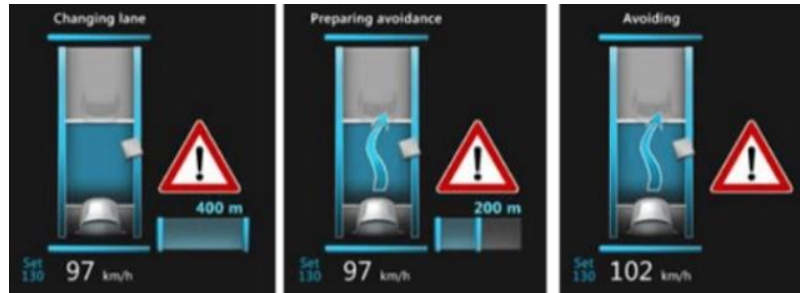 Changing lane
400 m
Set
130
97 km/h
Preparing avoidance
200 m
Set
130
97 km/h
Avoiding
Set
130
102 km/h